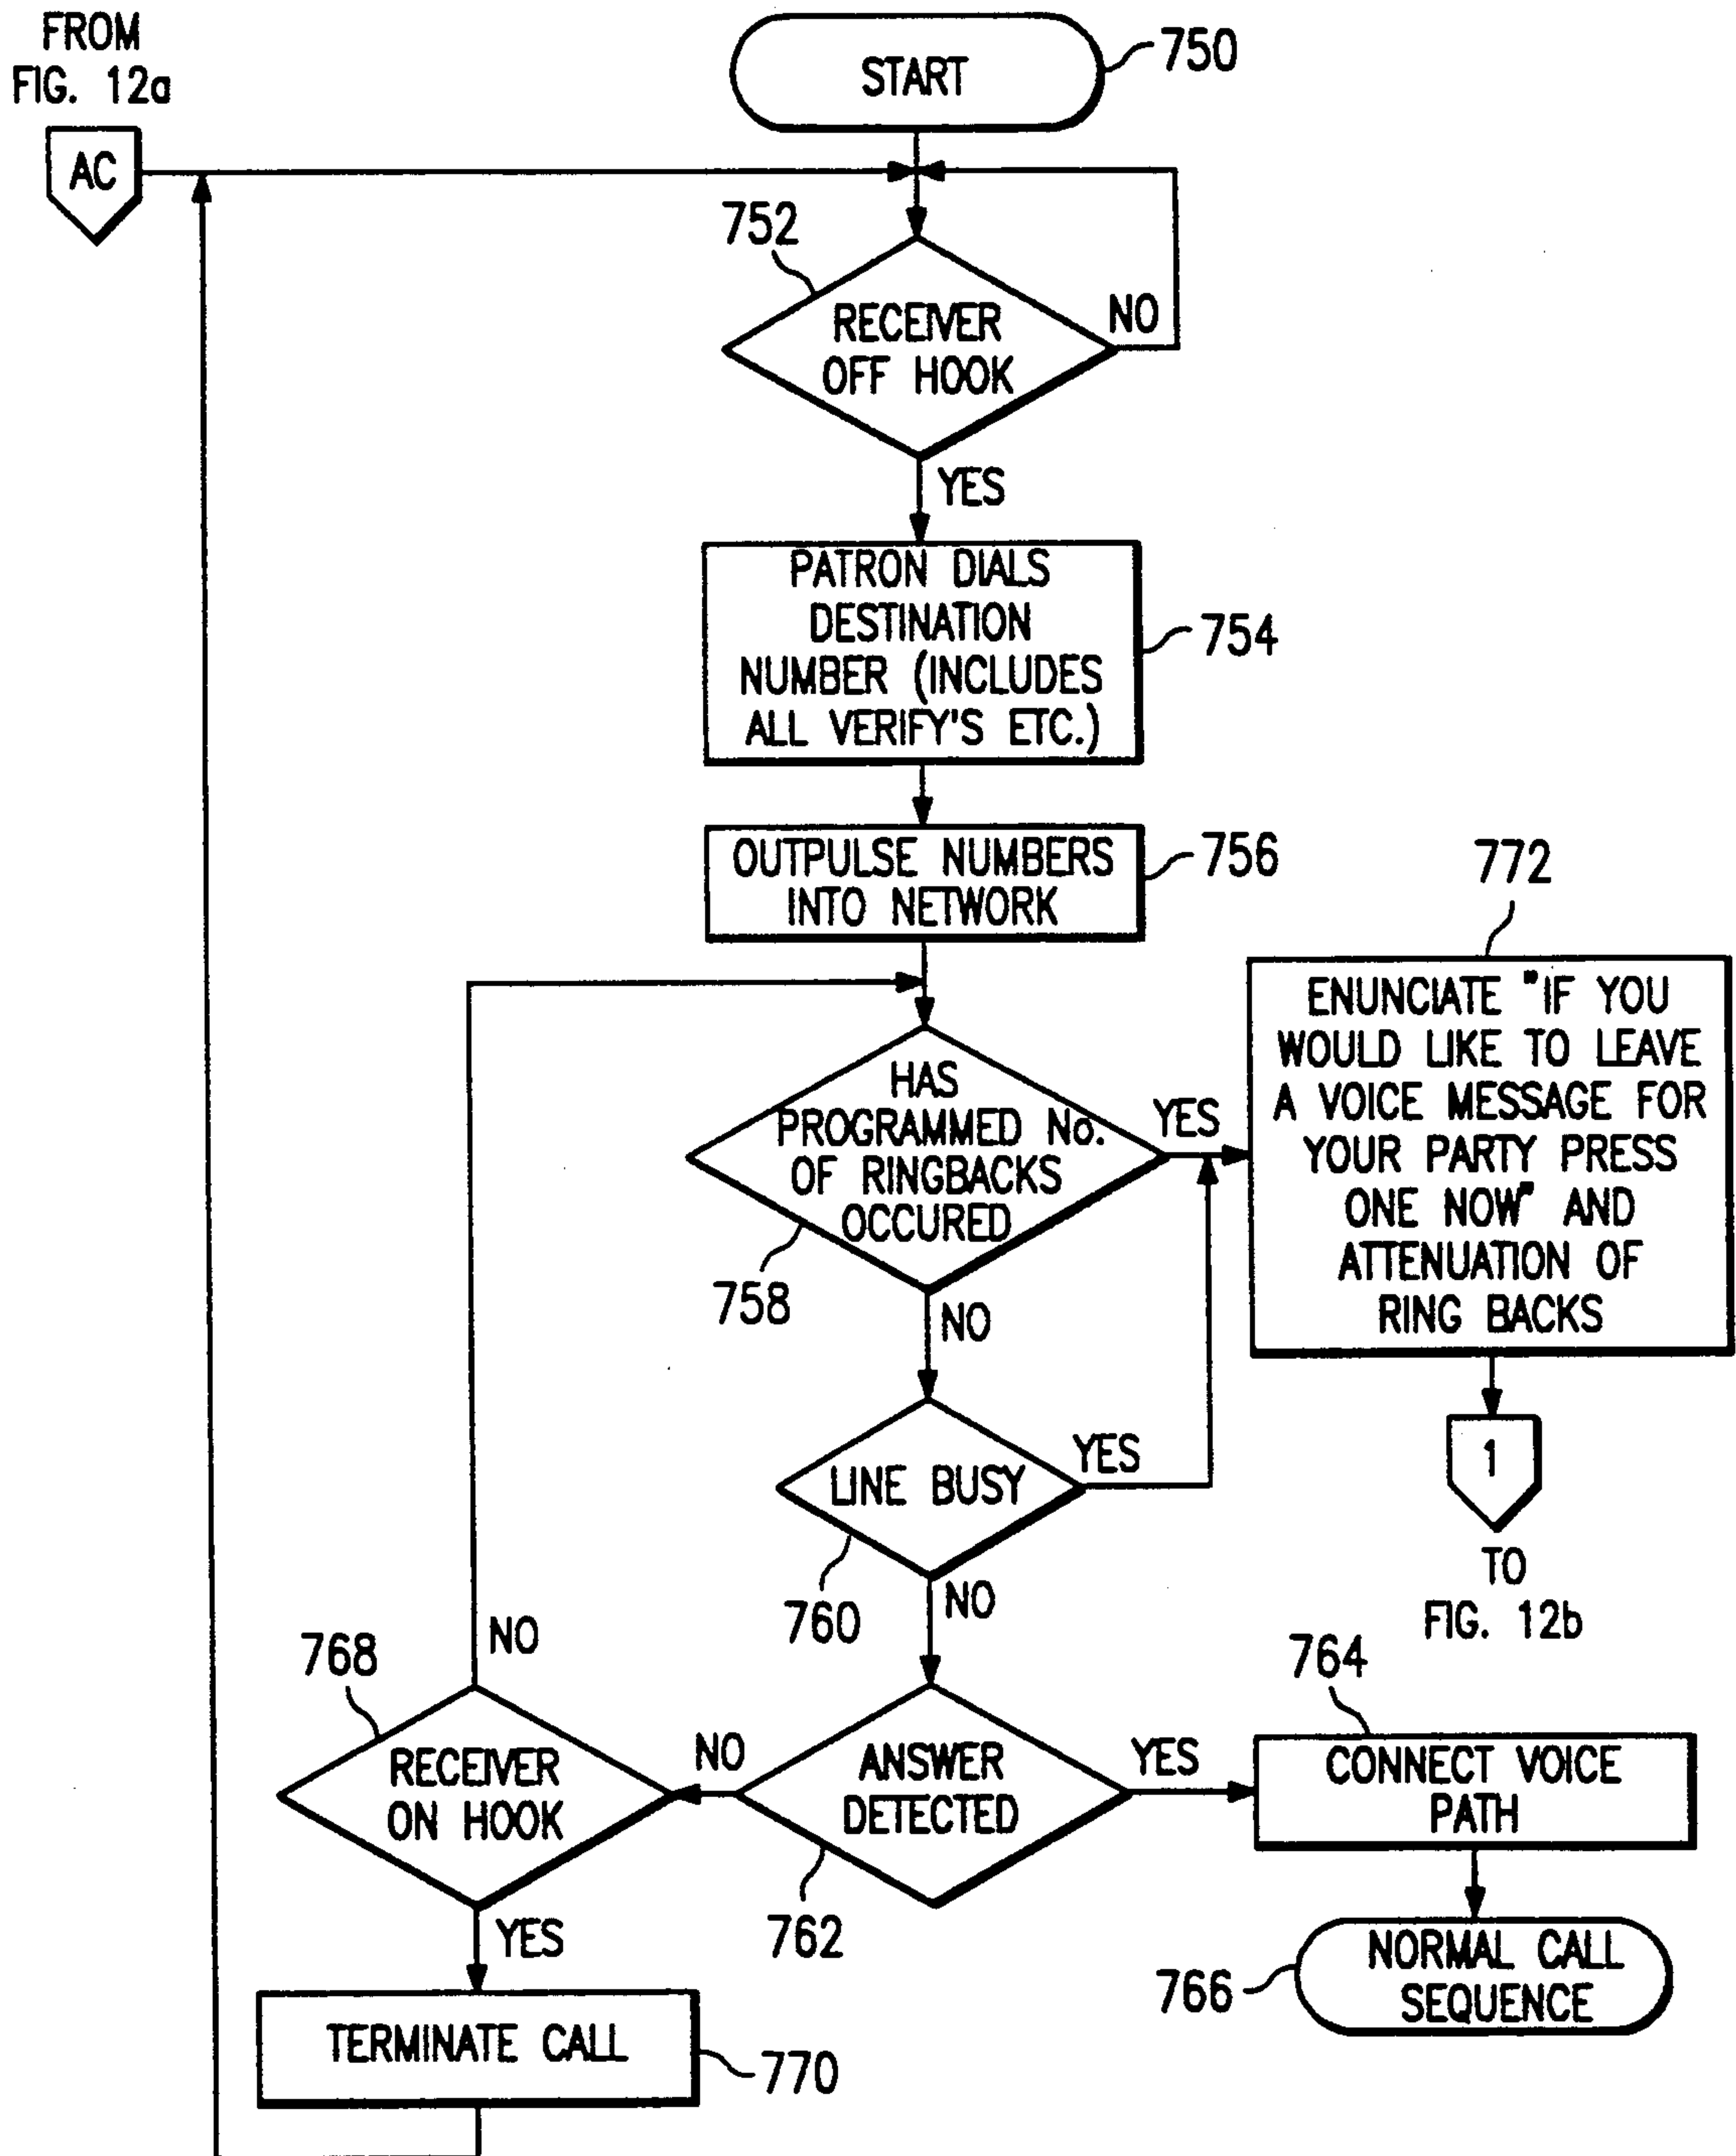 FROM
FIG. 12a
AC
START
750
752
RECEIVER
OFF HOOK
NO
YES
PATRON DIALS
DESTINATION
NUMBER (INCLUDES
ALL VERIFY'S ETC.)
754
OUTPULSE NUMBERS
INTO NETWORK
756
HAS
PROGRAMMED No.
OF RINGBACKS
OCCURED
YES
758
NO
772
ENUNCIATE "IF YOU
WOULD LIKE TO LEAVE
A VOICE MESSAGE FOR
YOUR PARTY PRESS
ONE NOW" AND
ATTENUATION OF
RING BACKS
1
TO
FIG. 12b
LINE BUSY
YES
760
NO
ANSWER
DETECTED
YES
NO
762
764
CONNECT VOICE
PATH
NORMAL CALL
SEQUENCE
766
768
NO
RECEIVER
ON HOOK
YES
TERMINATE CALL
770